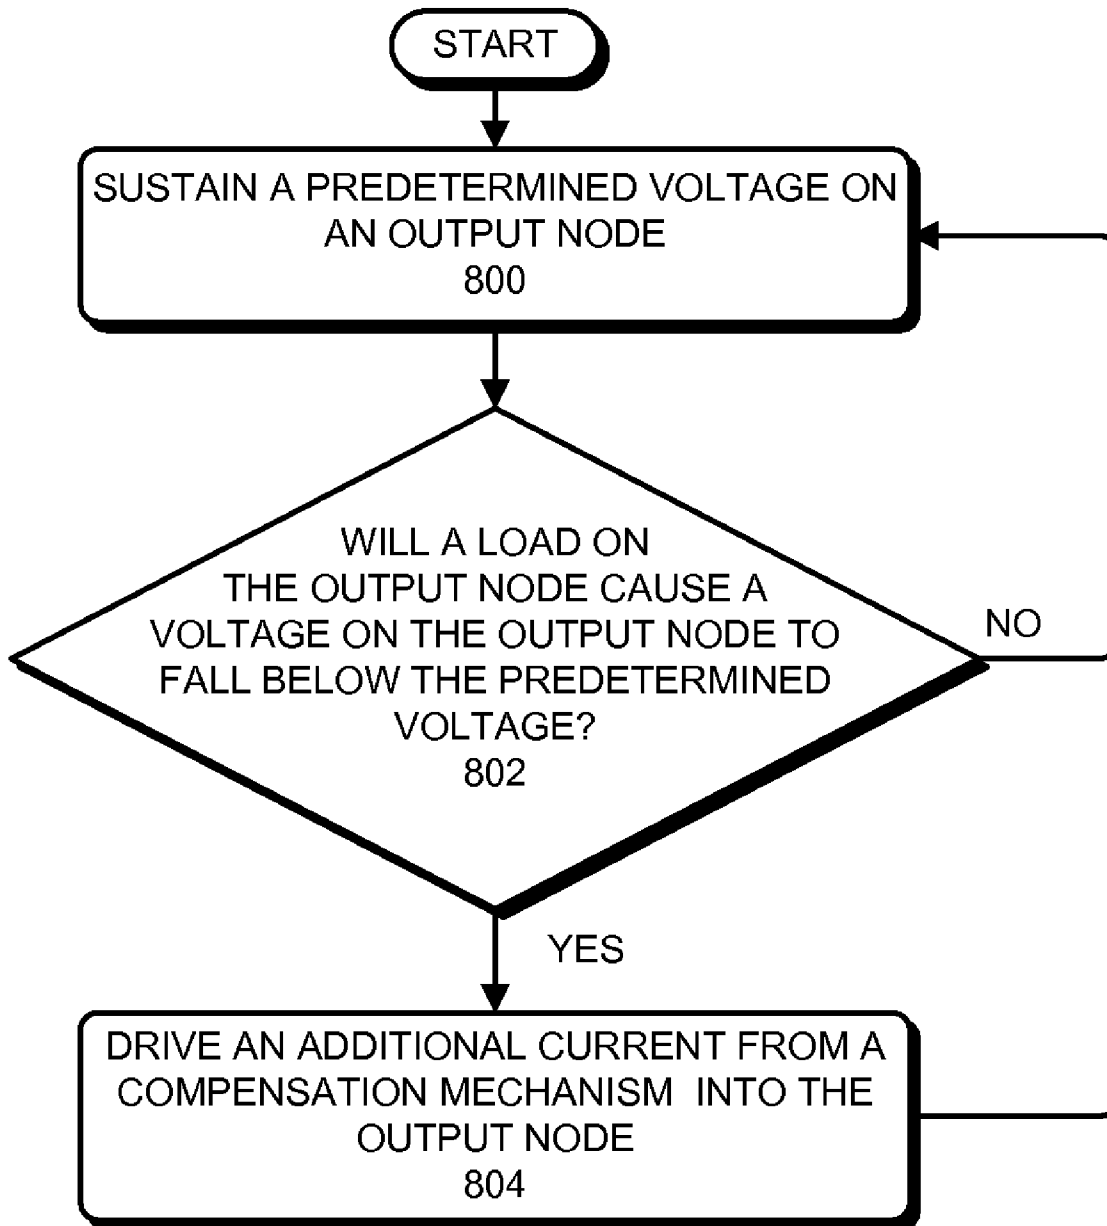 START
SUSTAIN A PREDETERMINED VOLTAGE ON
AN OUTPUT NODE
800
WILL A LOAD ON
THE OUTPUT NODE CAUSE A
VOLTAGE ON THE OUTPUT NODE TO
FALL BELOW THE PREDETERMINED
VOLTAGE?
802
NO
YES
DRIVE AN ADDITIONAL CURRENT FROM A
COMPENSATION MECHANISM INTO THE
OUTPUT NODE
804